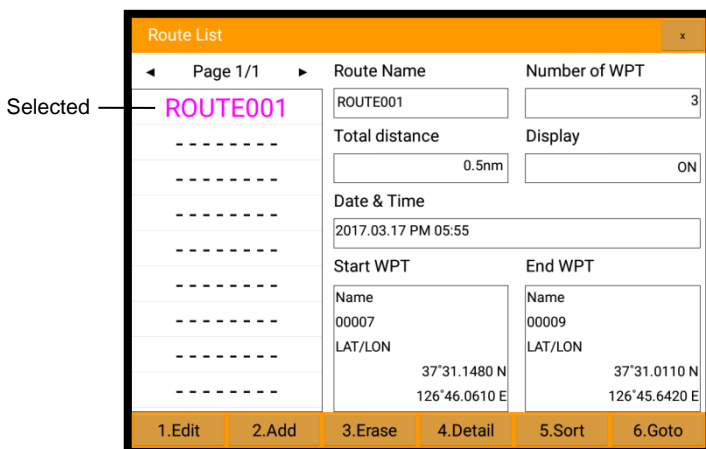 Route List
x
◄ Page 1/1 ►
Selected
ROUTE001
- - - - - - - -
- - - - - - - -
- - - - - - - -
- - - - - - - -
- - - - - - - -
- - - - - - - -
- - - - - - - -
- - - - - - - -
Route Name
ROUTE001
Number of WPT
3
Total distance
0.5nm
Display
ON
Date & Time
2017.03.17 PM 05:55
Start WPT
Name
00007
LAT/LON
37°31.1480 N
126°46.0610 E
End WPT
Name
00009
LAT/LON
37°31.0110 N
126°45.6420 E
1.Edit 2.Add 3.Erase 4.Detail 5.Sort 6.Goto